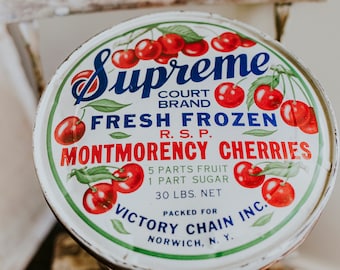 Supreme
COURT
BRAND
FRESH FROZEN
R. S. P.
MONTMORENCY CHERRIES
5 PARTS FRUIT
1 PART SUGAR
30 LBS. NET
PACKED FOR
VICTORY CHAIN INC.
NORWICH, N. Y.